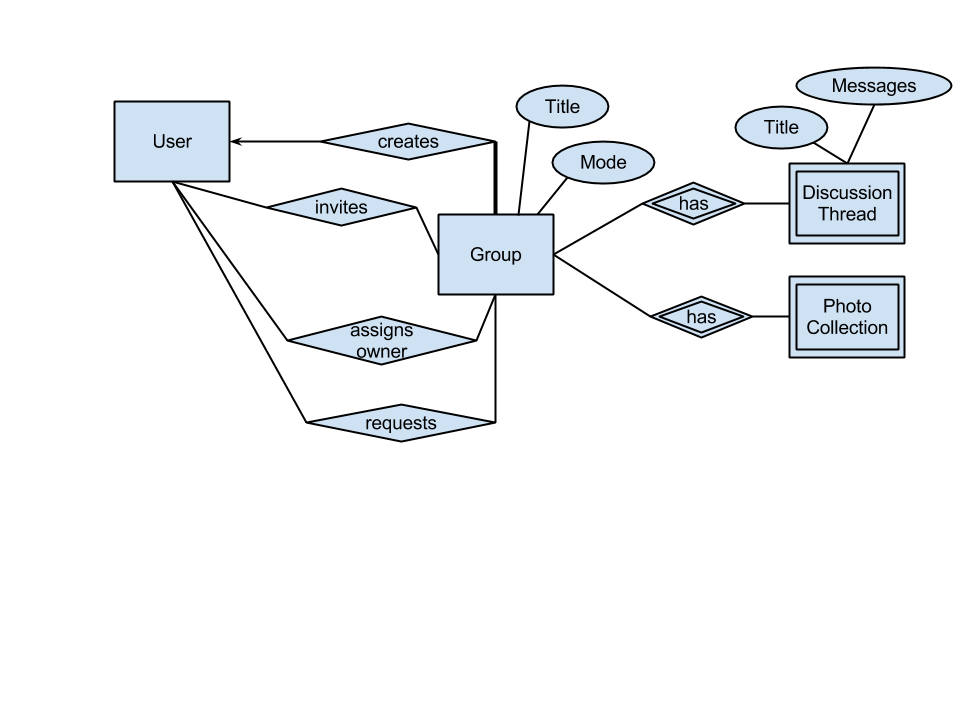 Messages
Title
Title
User
creates
Mode
invites
has
Discussion
Thread
Group
Photo
Collection
has
assigns
owner
requests